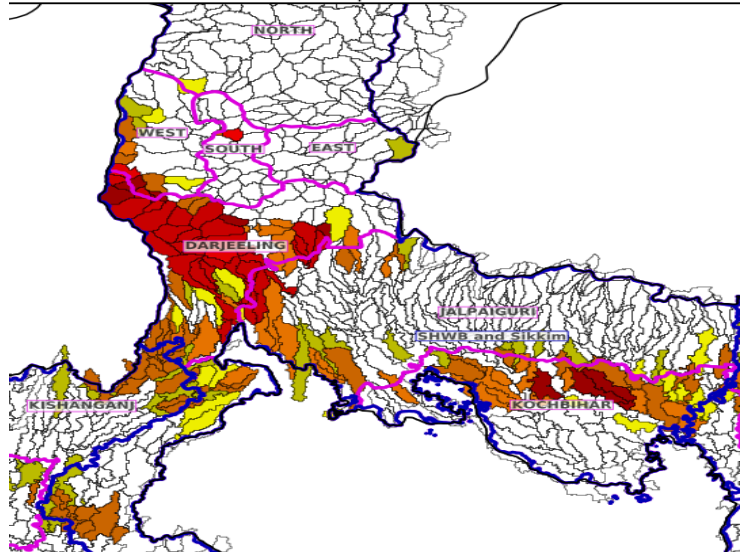 NORTH
WEST
SOUTH
EAST
DARJEELING
JALPAIGURI
SHWB and Sikkim
KISHANGANJ
KOCHBIHAR